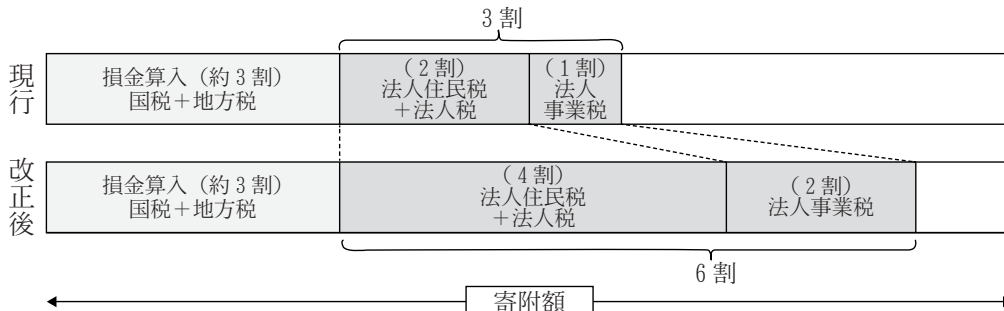 3割
現行
損金算入（約3割）
国税＋地方税
（2割）
法人住民税
＋法人税
（1割）
法人
事業税
改正後
損金算入（約3割）
国税＋地方税
（4割）
法人住民税
＋法人税
（2割）
法人事業税
6割
寄附額